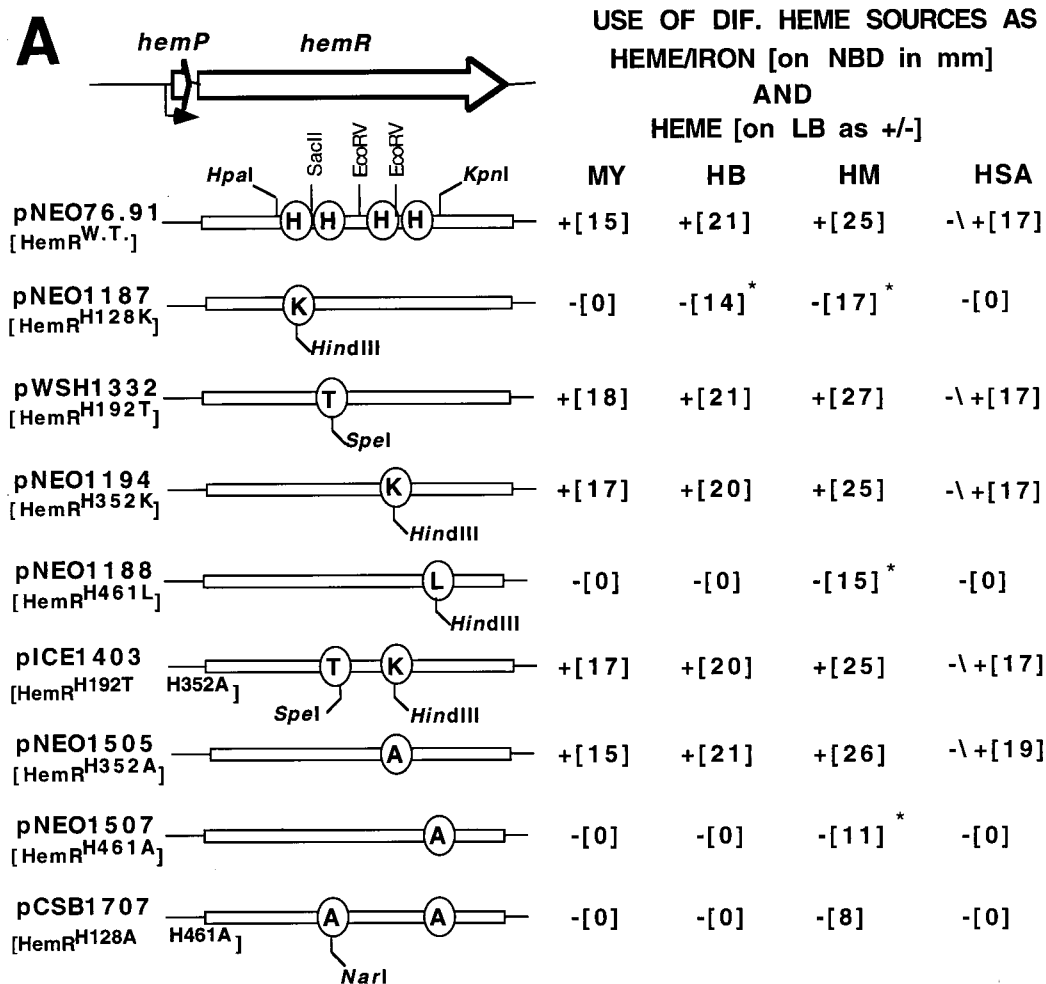 A
hemP
hemR
USE OF DIF. HEME SOURCES AS
HEME/IRON [on NBD in mm]
AND
HEME [on LB as +/-]
MY HB HM HSA
HpaI SacII EcoRV EcoRV KpnI
pNEO76.91 H H H H +[15] +[21] +[25] -\ +[17]
[HemR W.T.]
pNEO1187 K -[0] -[14]* -[17]* -[0]
[HemR H128K]
HindIII
pWSH1332 T +[18] +[21] +[27] -\ +[17]
[HemR H192T]
SpeI
pNEO1194 K +[17] +[20] +[25] -\ +[17]
[HemR H352K]
HindIII
pNEO1188 L -[0] -[0] -[15]* -[0]
[HemR H461L]
HindIII
pICE1403 T K +[17] +[20] +[25] -\ +[17]
[HemR H192T H352A]
SpeI HindIII
pNEO1505 A +[15] +[21] +[26] -\ +[19]
[HemR H352A]
pNEO1507 A -[0] -[0] -[11]* -[0]
[HemR H461A]
pCSB1707 A A -[0] -[0] -[8] -[0]
[HemR H128A H461A]
NarI